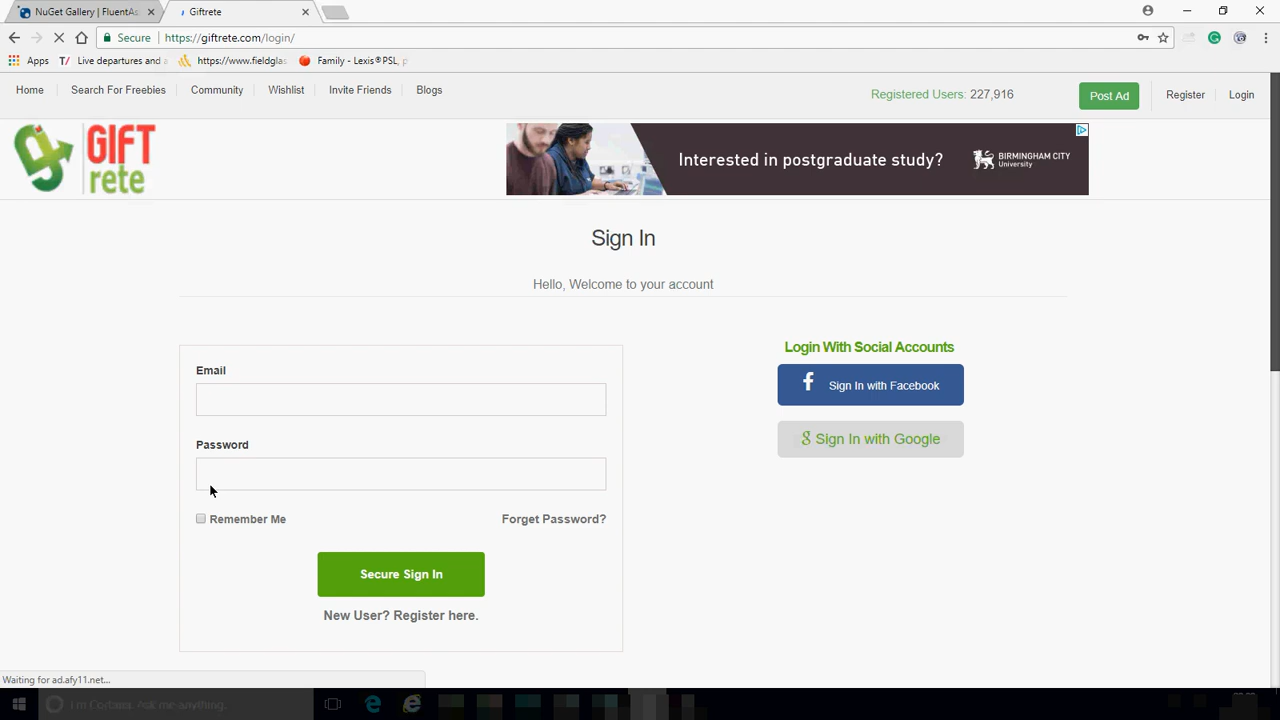 NuGet Gallery | FluentAs
Giftrete
Secure https://giftrete.com/login/
Apps Live departures and a https://www.fieldglas Family - Lexis®PSL, p
Home Search For Freebies Community Wishlist Invite Friends Blogs Registered Users: 227,916 Post Ad Register Login
GIFT
rete
Interested in postgraduate study? BIRMINGHAM CITY
University
Sign In
Hello, Welcome to your account
Email
Password
Remember Me Forget Password?
Secure Sign In
New User? Register here.
Login With Social Accounts
Sign In with Facebook
Sign In with Google
Waiting for ad.afy11.net...
I'm Cortana. Ask me anything.